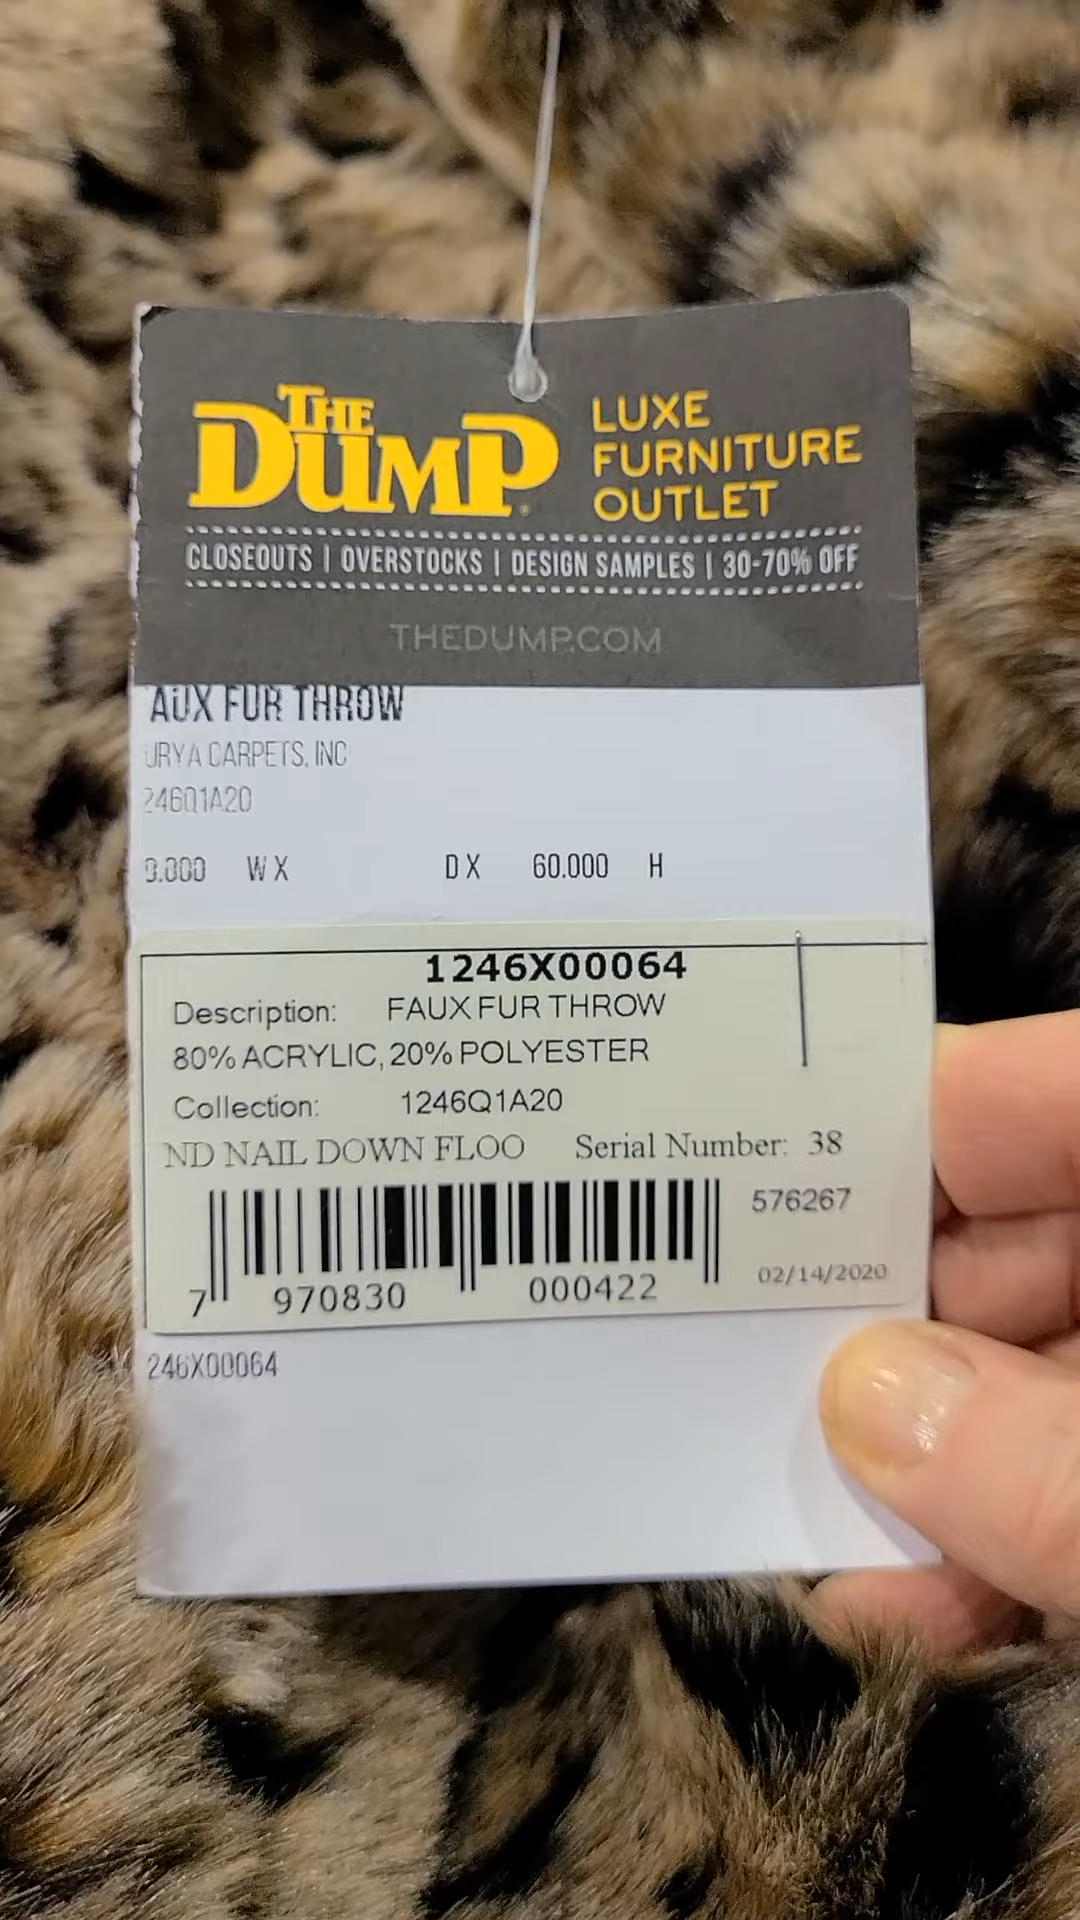 THE DUMP
LUXE
FURNITURE
OUTLET
CLOSEOUTS | OVERSTOCKS | DESIGN SAMPLES | 30-70% OFF
THEDUMP.COM
AUX FUR THROW
URYA CARPETS, INC
246Q1A20
0.000 W X D X 60.000 H
1246X00064
Description: FAUX FUR THROW
80% ACRYLIC, 20% POLYESTER
Collection: 1246Q1A20
ND NAIL DOWN FLOO Serial Number: 38
576267
02/14/2020
7 970830 000422
246X00064